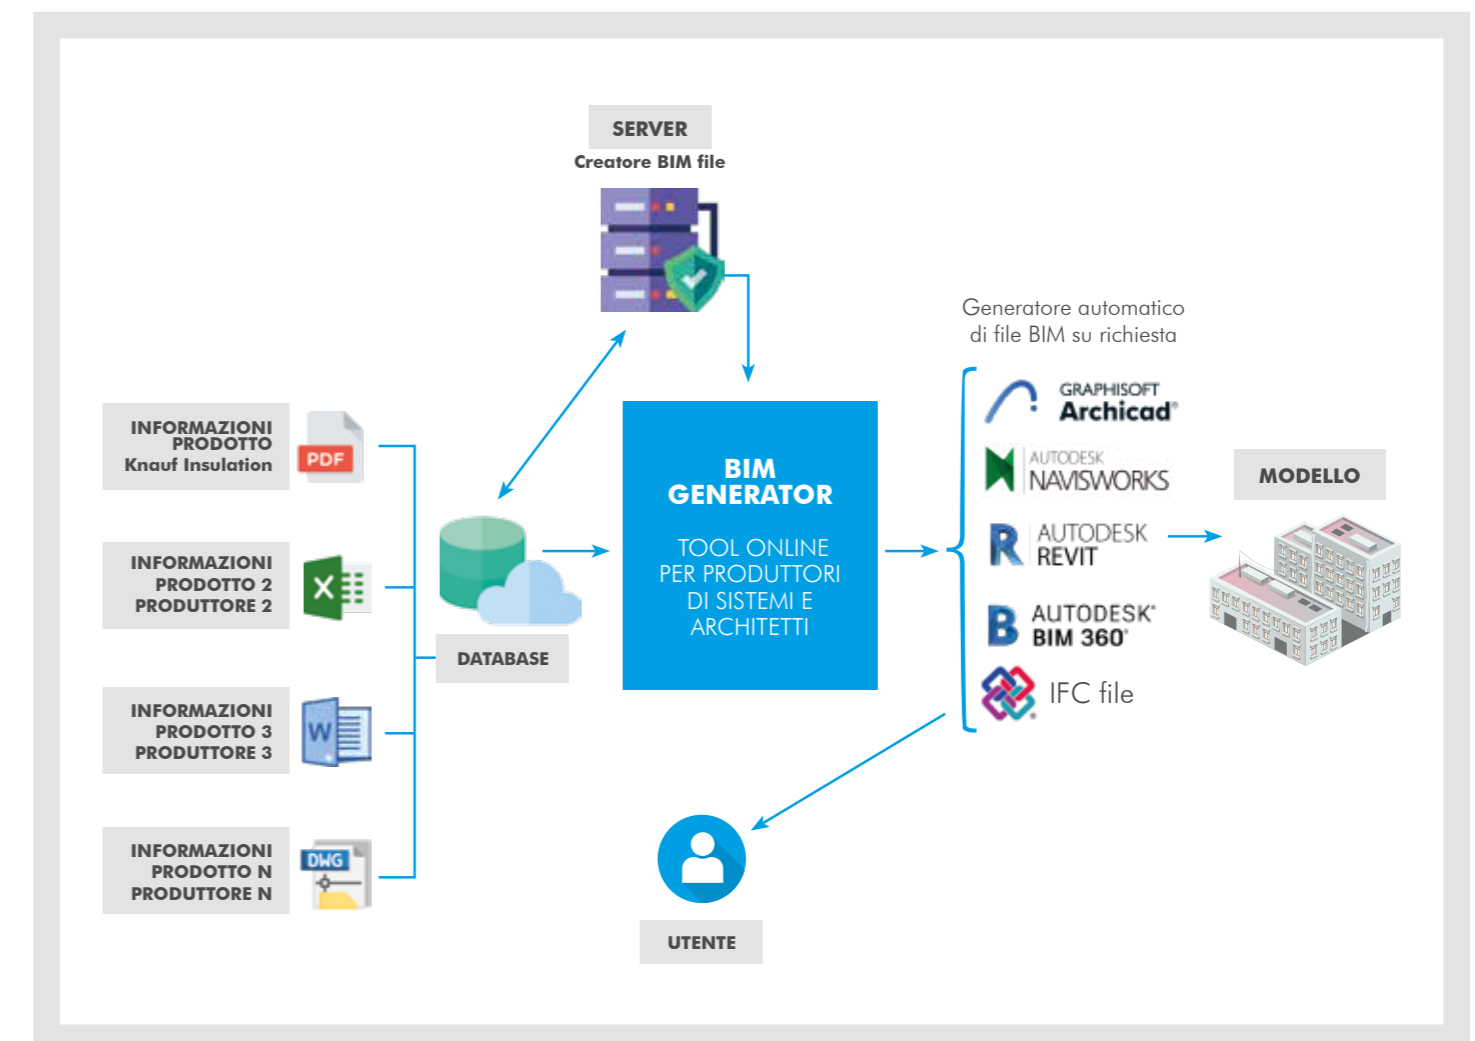 SERVER
Creatore BIM file
Generatore automatico
di file BIM su richiesta
GRAPHISOFT
Archicad®
AUTODESK
NAVISWORKS
AUTODESK
REVIT
AUTODESK®
BIM 360®
IFC file
MODELLO
INFORMAZIONI
PRODOTTO
Knauf Insulation
PDF
INFORMAZIONI
PRODOTTO 2
PRODUTTORE 2
X
INFORMAZIONI
PRODOTTO 3
PRODUTTORE 3
W
INFORMAZIONI
PRODOTTO N
PRODUTTORE N
DWG
DATABASE
BIM
GENERATOR
TOOL ONLINE
PER PRODUTTORI
DI SISTEMI E
ARCHITETTI
UTENTE